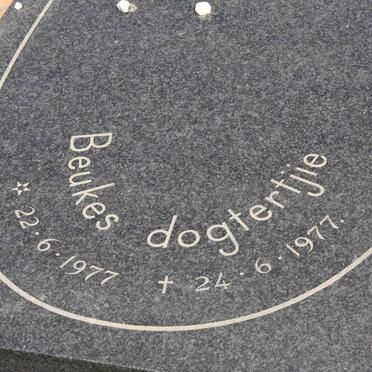 Beukes dogtertjie
☆ 22.6.1977 ✝ 24.6.1977.